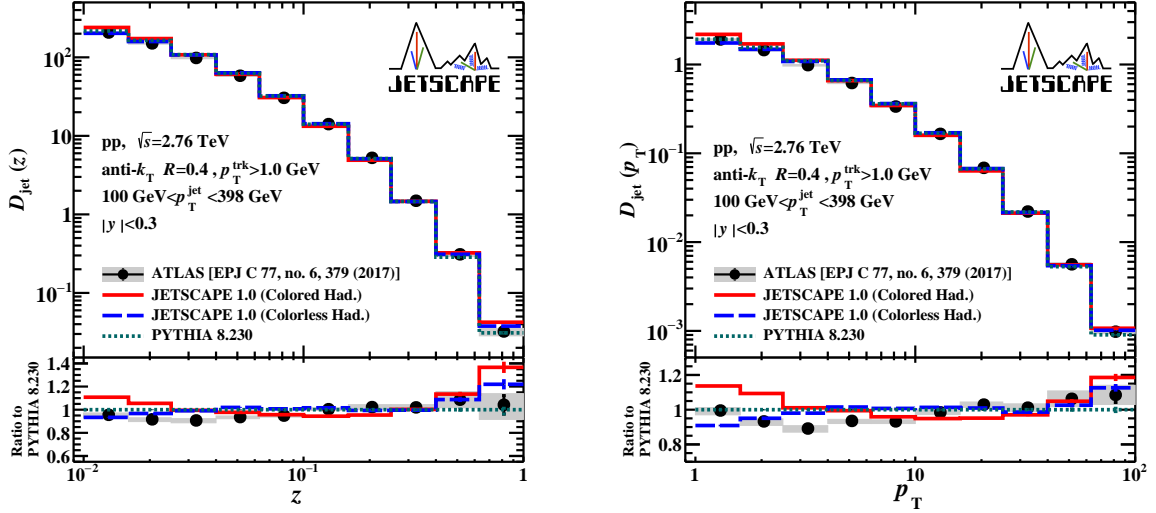 10²
10
1
10⁻¹
D_jet (z)
JETSCAPE
pp, √s=2.76 TeV
anti-k_T R=0.4 , p_T^trk>1.0 GeV
100 GeV<p_T^jet <398 GeV
|y|<0.3
ATLAS [EPJ C 77, no. 6, 379 (2017)]
JETSCAPE 1.0 (Colored Had.)
JETSCAPE 1.0 (Colorless Had.)
PYTHIA 8.230
Ratio to
PYTHIA 8.230
1.4
1.2
1
0.8
0.6
10⁻² 10⁻¹ 1
z
1
10⁻¹
10⁻²
10⁻³
D_jet (p_T)
JETSCAPE
pp, √s=2.76 TeV
anti-k_T R=0.4 , p_T^trk>1.0 GeV
100 GeV<p_T^jet <398 GeV
|y|<0.3
ATLAS [EPJ C 77, no. 6, 379 (2017)]
JETSCAPE 1.0 (Colored Had.)
JETSCAPE 1.0 (Colorless Had.)
PYTHIA 8.230
Ratio to
PYTHIA 8.230
1.2
1
0.8
1 10 10²
p_T